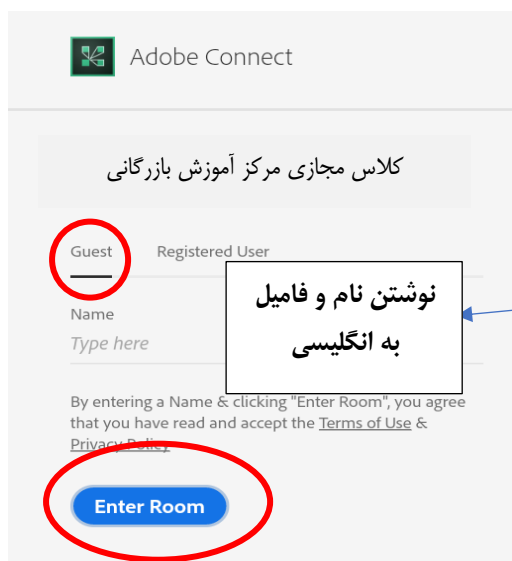 Adobe Connect
کلاس مجازی مرکز آموزش بازرگانی
Guest Registered User
نوشتن نام و فامیل
به انگلیسی
Name
Type here
By entering a Name & clicking "Enter Room", you agree
that you have read and accept the Terms of Use &
Privacy Policy
Enter Room